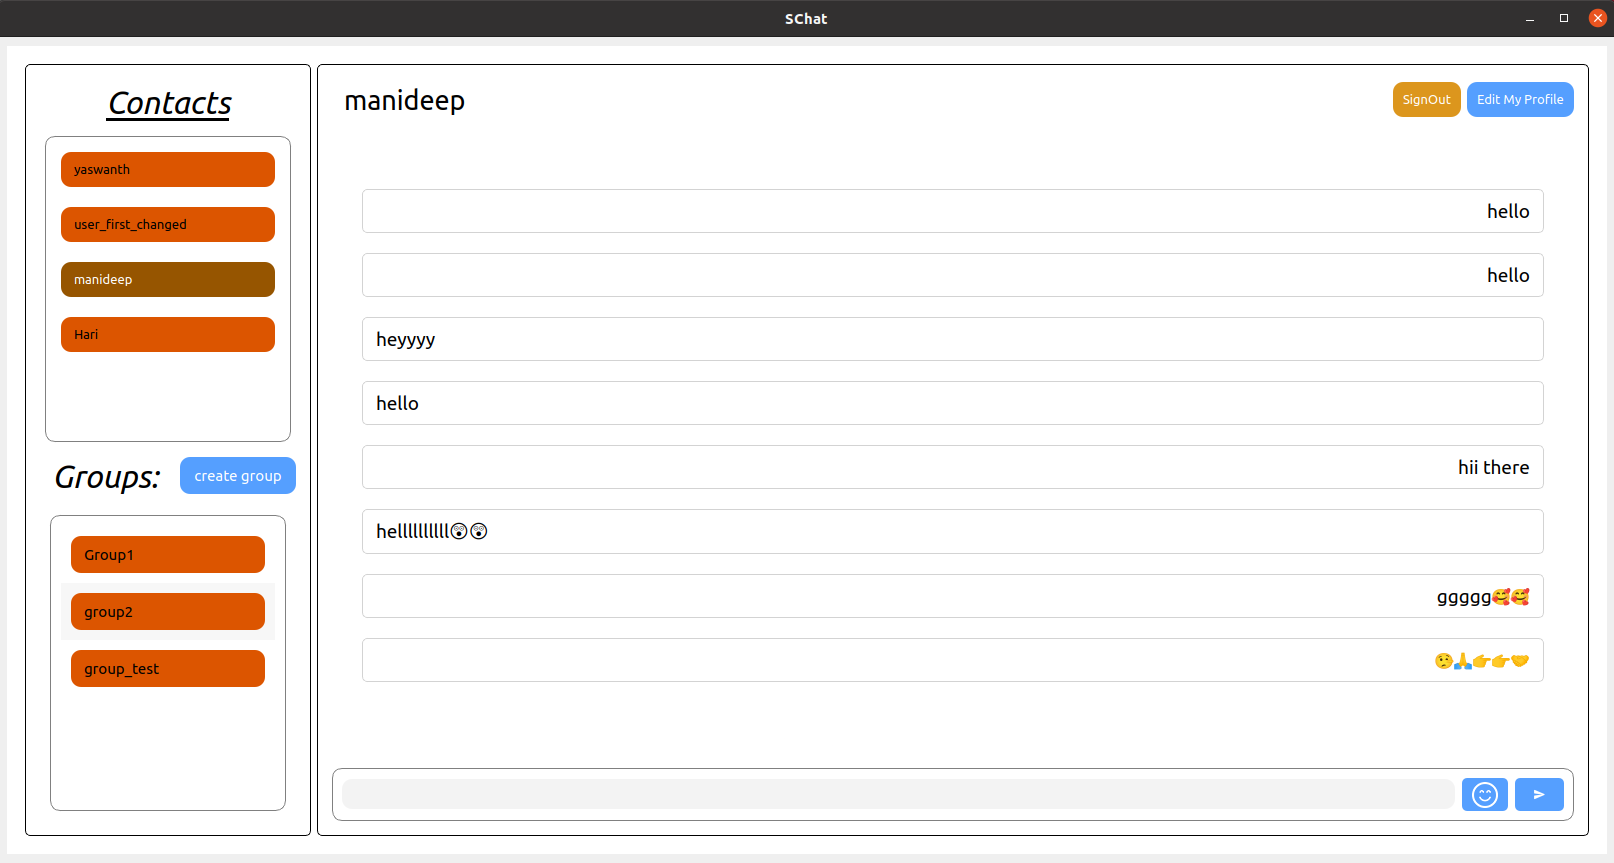 SChat
Contacts
yaswanth
user_first_changed
manideep
Hari
Groups:
create group
Group1
group2
group_test
manideep
SignOut
Edit My Profile
hello
hello
heyyyy
hello
hii there
helllllllllll😲😲
ggggg🥰🥰
🤨🙏👉👉🤝